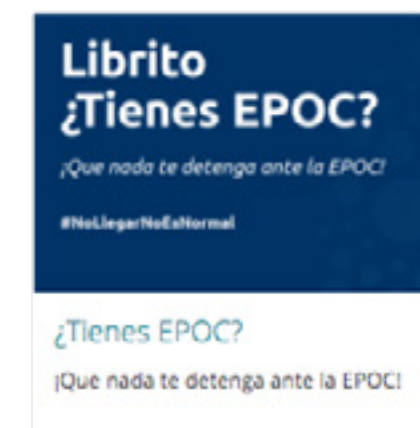 Librito
¿Tienes EPOC?
¡Que nada te detenga ante la EPOC!
#NoLlegarNoEsNormal
¿Tienes EPOC?
¡Que nada te detenga ante la EPOC!